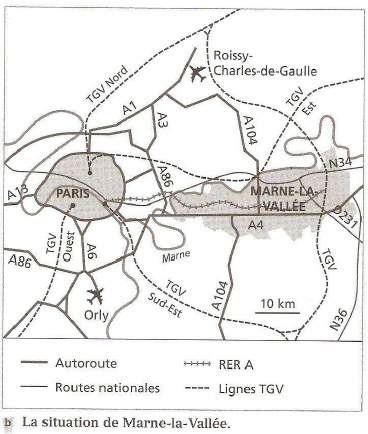 Roissy-
Charles-de-Gaulle
TGV Nord
A1
A3
A104
TGV
Est
A13
PARIS
A86
MARNE-LA-
VALLÉE
N34
A4
D231
TGV
Ouest
A6
Marne
A86
TGV
Sud-Est
A104
TGV
Orly
10 km
N36
Autoroute
RER A
Routes nationales
Lignes TGV
b La situation de Marne-la-Vallée.